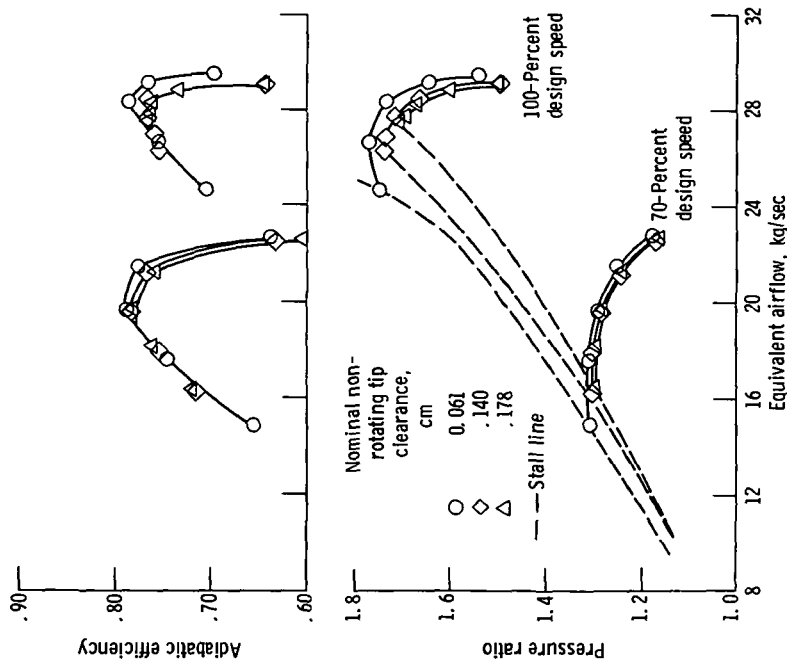 Adiabatic efficiency
.90
.80
.70
.60
Pressure ratio
1.8
1.6
1.4
1.2
1.0
Nominal non-
rotating tip
clearance,
cm
0.061
.140
.178
Stall line
100-Percent
design speed
70-Percent
design speed
8
12
16
20
24
28
32
Equivalent airflow, kg/sec